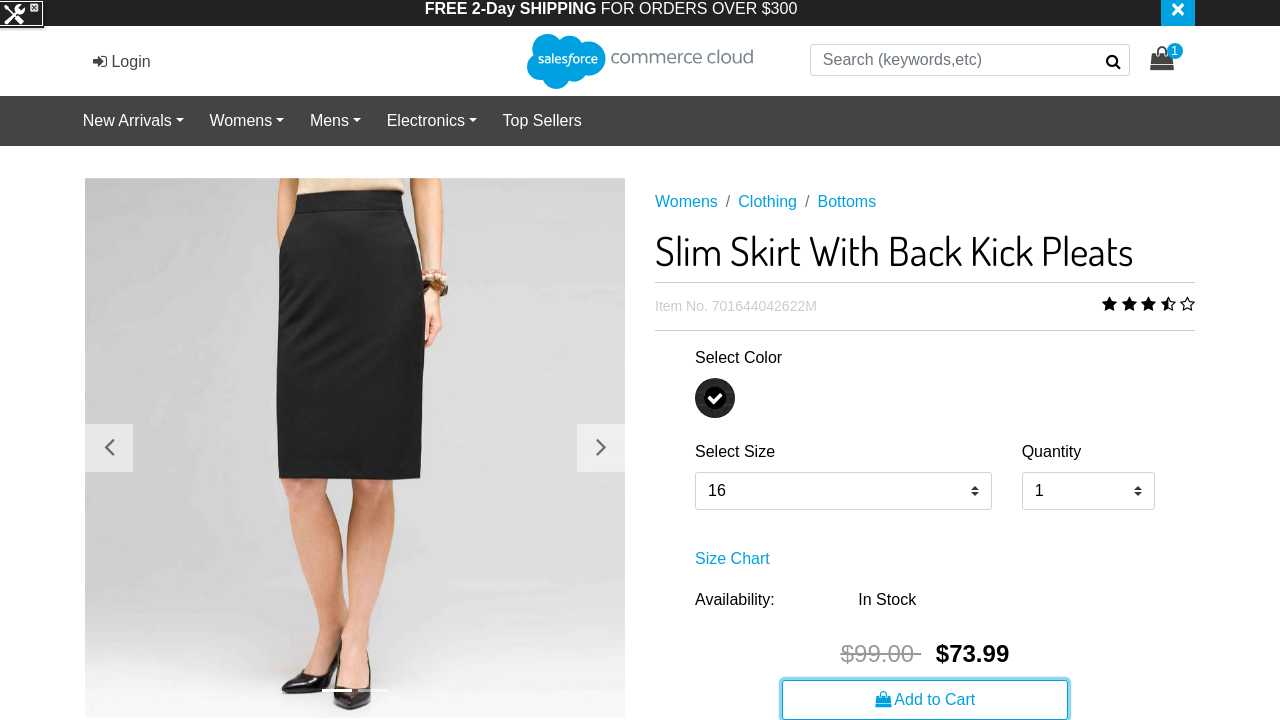 FREE 2-Day SHIPPING FOR ORDERS OVER $300
Login
salesforce commerce cloud
Search (keywords,etc)
1
New Arrivals
Womens
Mens
Electronics
Top Sellers
Womens / Clothing / Bottoms
Slim Skirt With Back Kick Pleats
Item No. 701644042622M
Select Color
Select Size
Quantity
16
1
Size Chart
Availability:
In Stock
$99.00 $73.99
Add to Cart